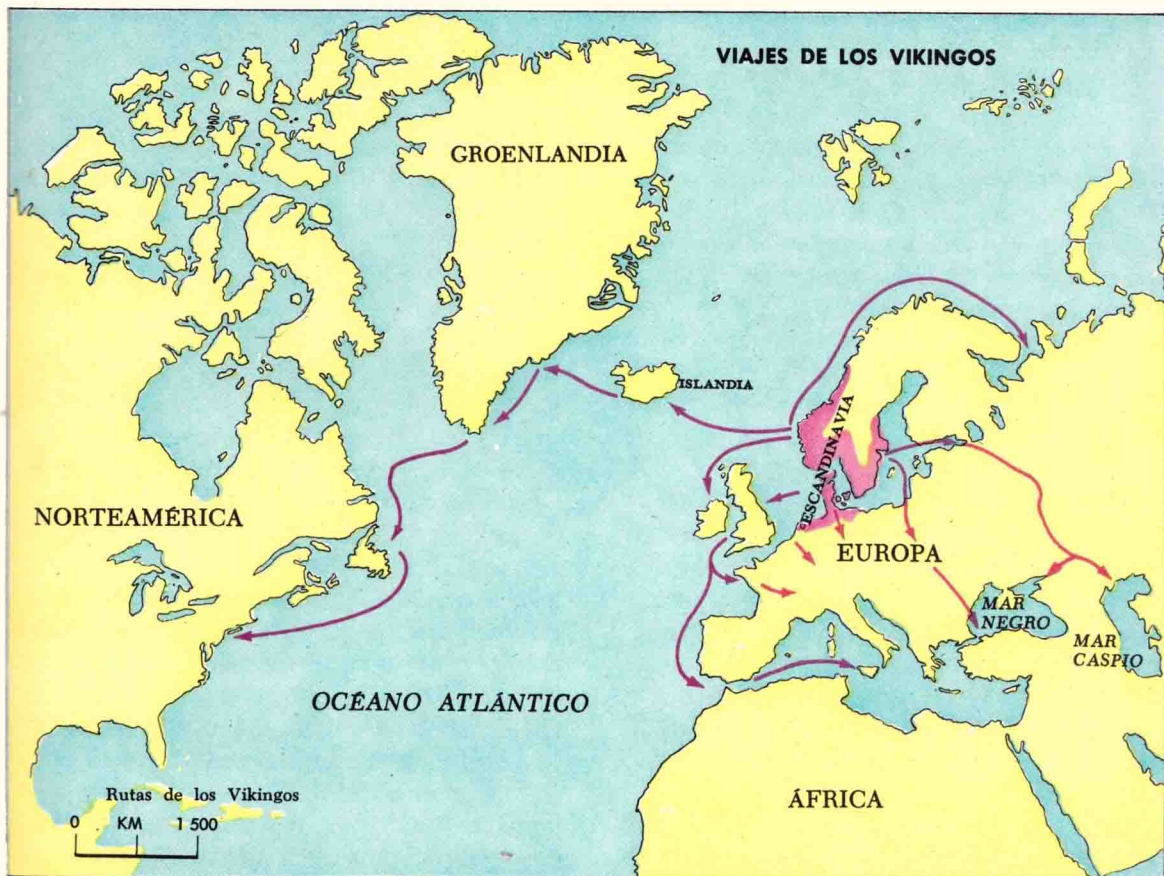 VIAJES DE LOS VIKINGOS
GROENLANDIA
ISLANDIA
ESCANDINAVIA
NORTEAMÉRICA
EUROPA
MAR
NEGRO
MAR
CASPIO
OCÉANO ATLÁNTICO
ÁFRICA
Rutas de los Vikingos
0 KM 1 500